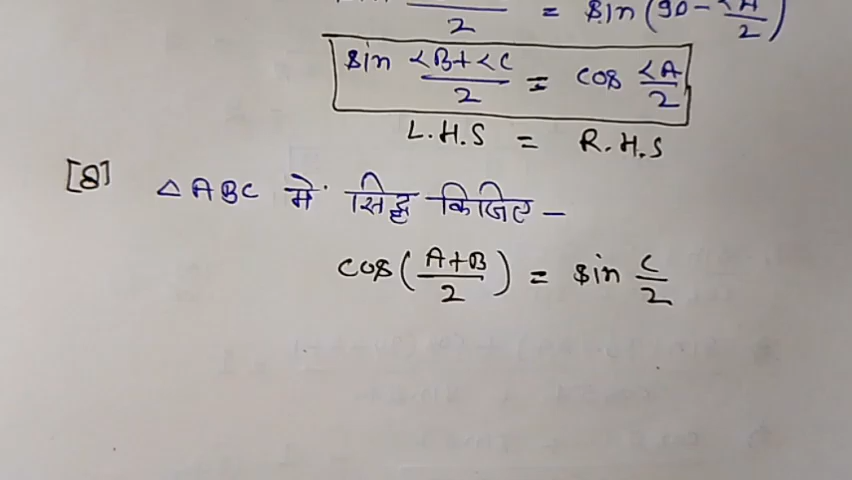 2 = sin(90 - <A/2)
sin <B+<C/2 = cos <A/2
L.H.S = R.H.S
[8] △ABC में सिद्ध किजिए -
cos(A+B/2) = sin C/2